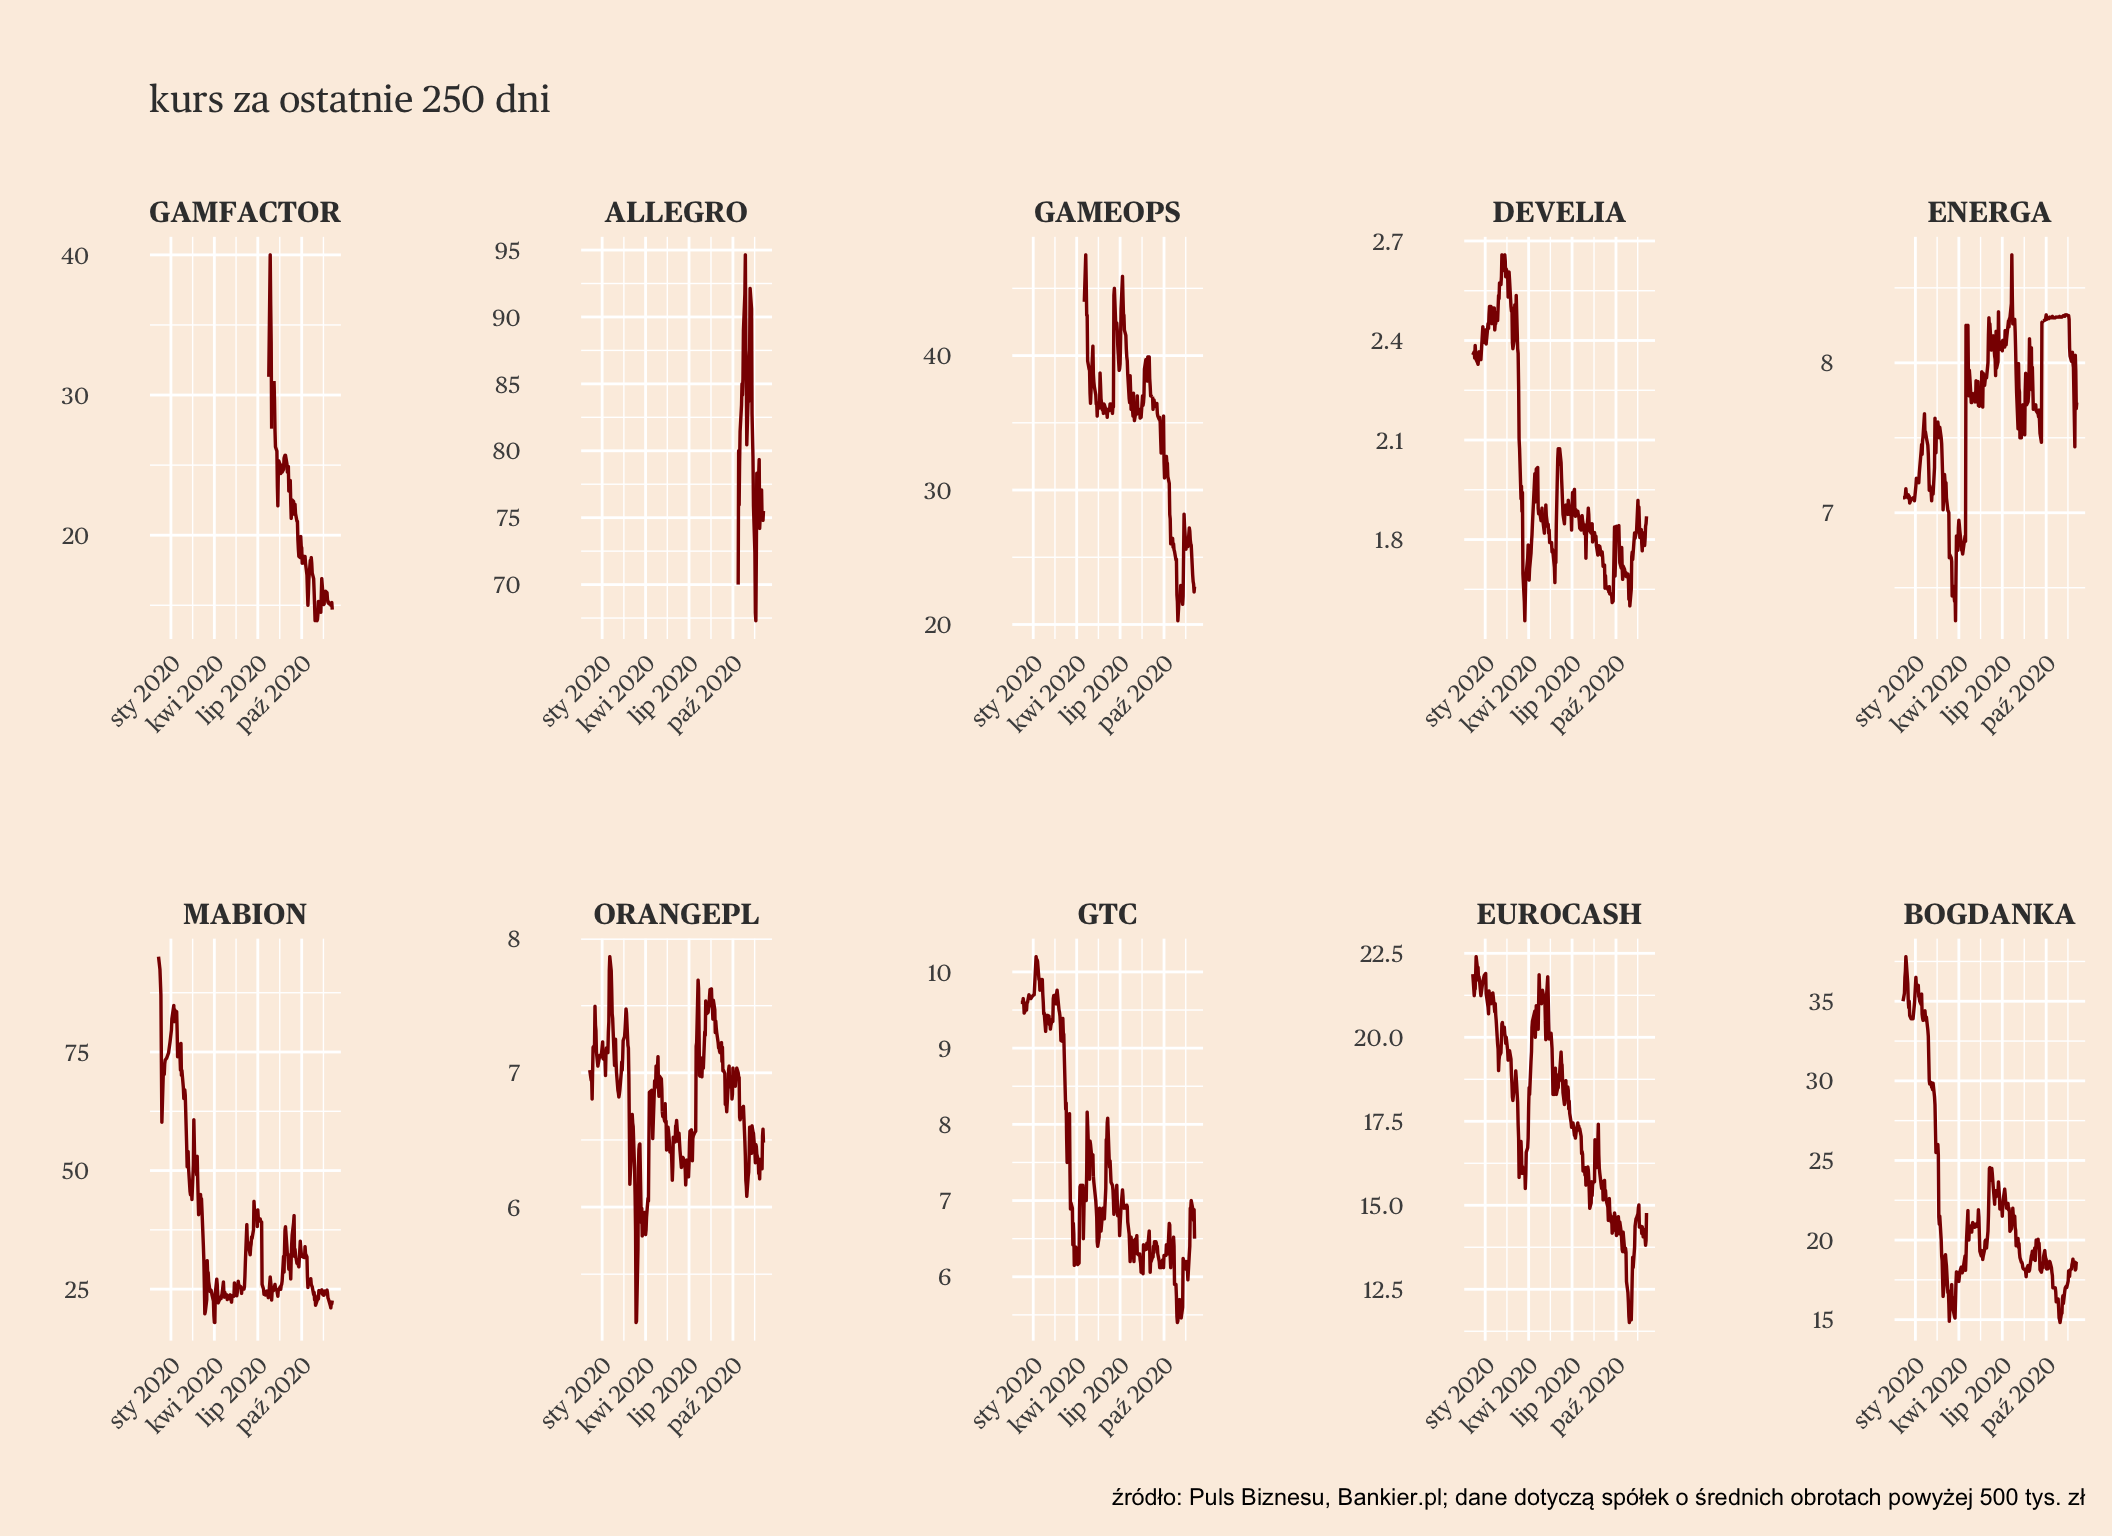 kurs za ostatnie 250 dni
GAMFACTOR
40
30
20
sty 2020
kwi 2020
lip 2020
paź 2020
ALLEGRO
95
90
85
80
75
70
sty 2020
kwi 2020
lip 2020
paź 2020
GAMEOPS
40
30
20
sty 2020
kwi 2020
lip 2020
paź 2020
DEVELIA
2.7
2.4
2.1
1.8
sty 2020
kwi 2020
lip 2020
paź 2020
ENERGA
8
7
sty 2020
kwi 2020
lip 2020
paź 2020
MABION
75
50
25
sty 2020
kwi 2020
lip 2020
paź 2020
ORANGEPL
8
7
6
sty 2020
kwi 2020
lip 2020
paź 2020
GTC
10
9
8
7
6
sty 2020
kwi 2020
lip 2020
paź 2020
EUROCASH
22.5
20.0
17.5
15.0
12.5
sty 2020
kwi 2020
lip 2020
paź 2020
BOGDANKA
35
30
25
20
15
sty 2020
kwi 2020
lip 2020
paź 2020
źródło: Puls Biznesu, Bankier.pl; dane dotyczą spółek o średnich obrotach powyżej 500 tys. zł